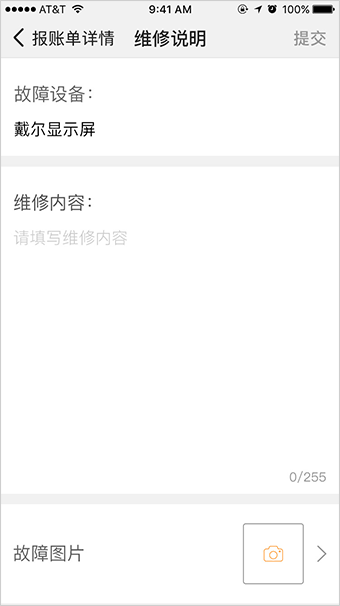 AT&T 9:41 AM 100%
报账单详情 维修说明 提交
故障设备：
戴尔显示屏
维修内容：
请填写维修内容
0/255
故障图片